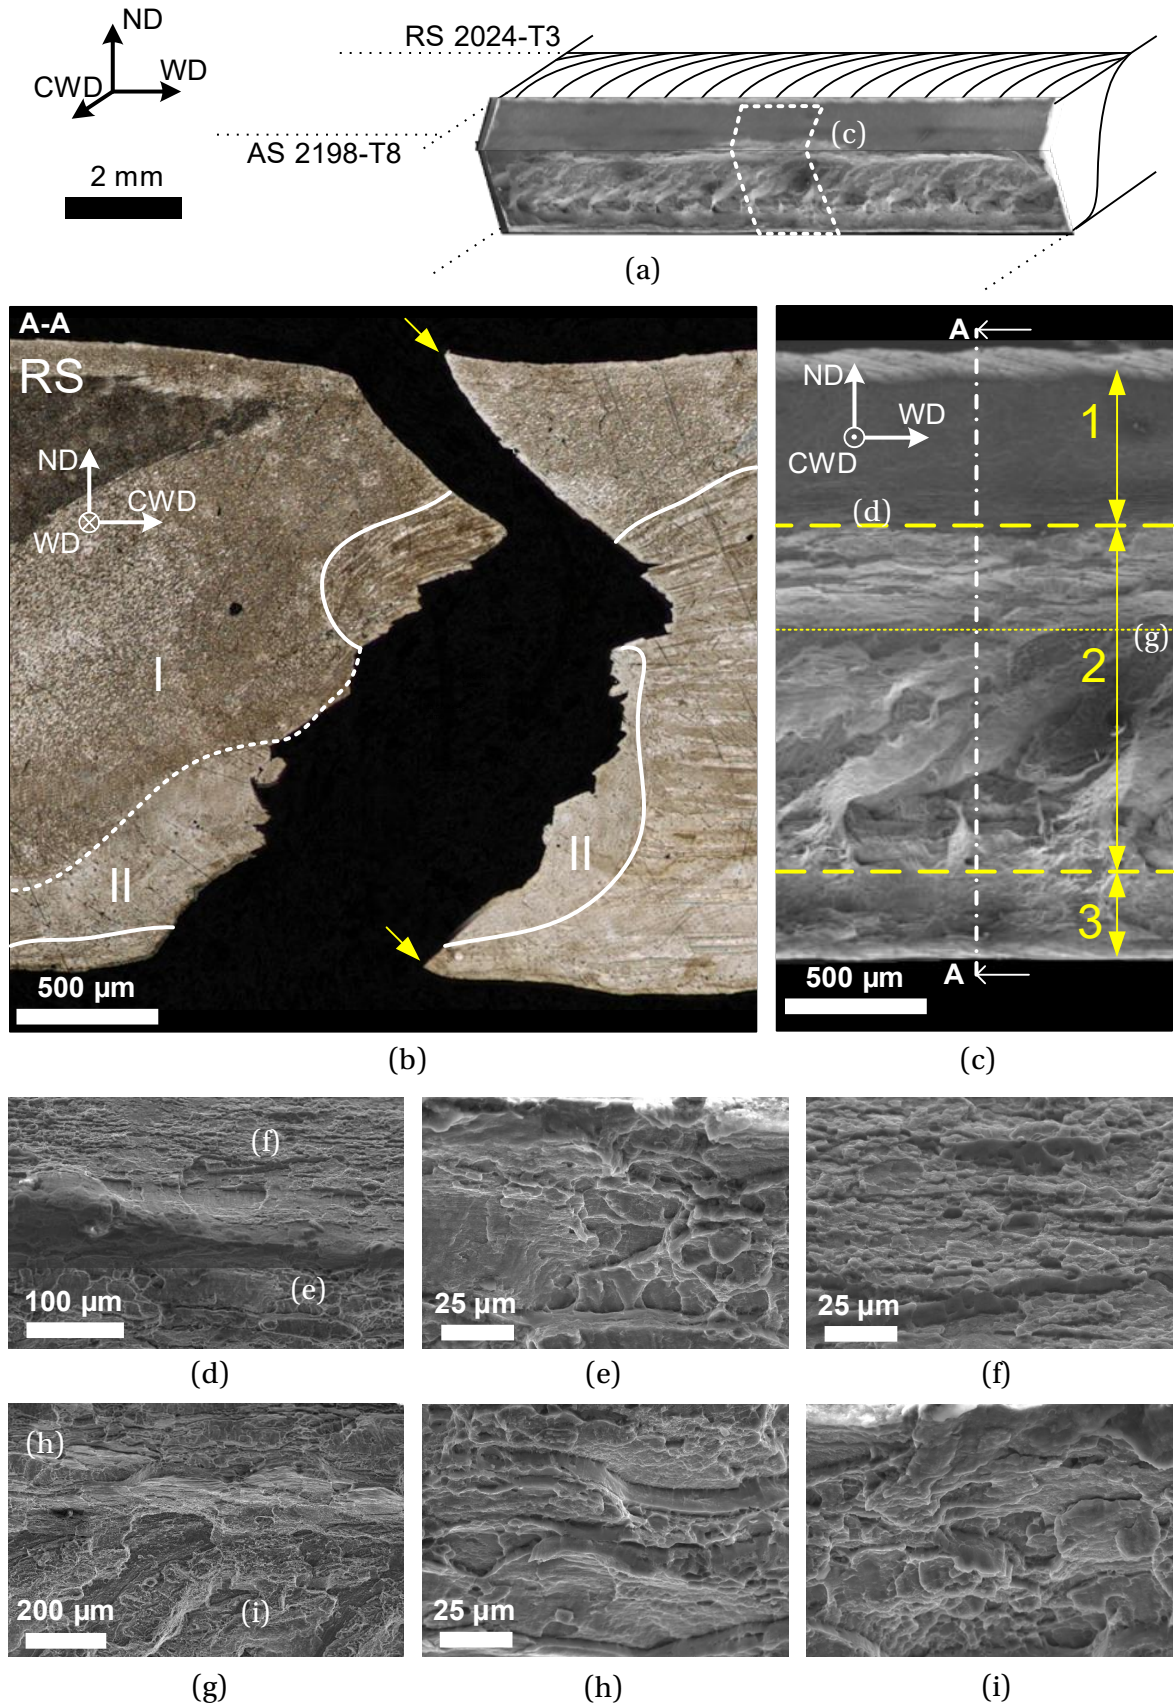 ND
CWD
WD
2 mm
RS 2024-T3
AS 2198-T8
(c)
(a)
A-A
RS
ND
CWD
WD
I
II
II
500 µm
(b)
A
ND
WD
CWD
1
(d)
(g)
2
3
A
500 µm
(c)
(f)
(e)
100 µm
(d)
25 µm
(e)
25 µm
(f)
(h)
(i)
200 µm
(g)
25 µm
(h)
(i)